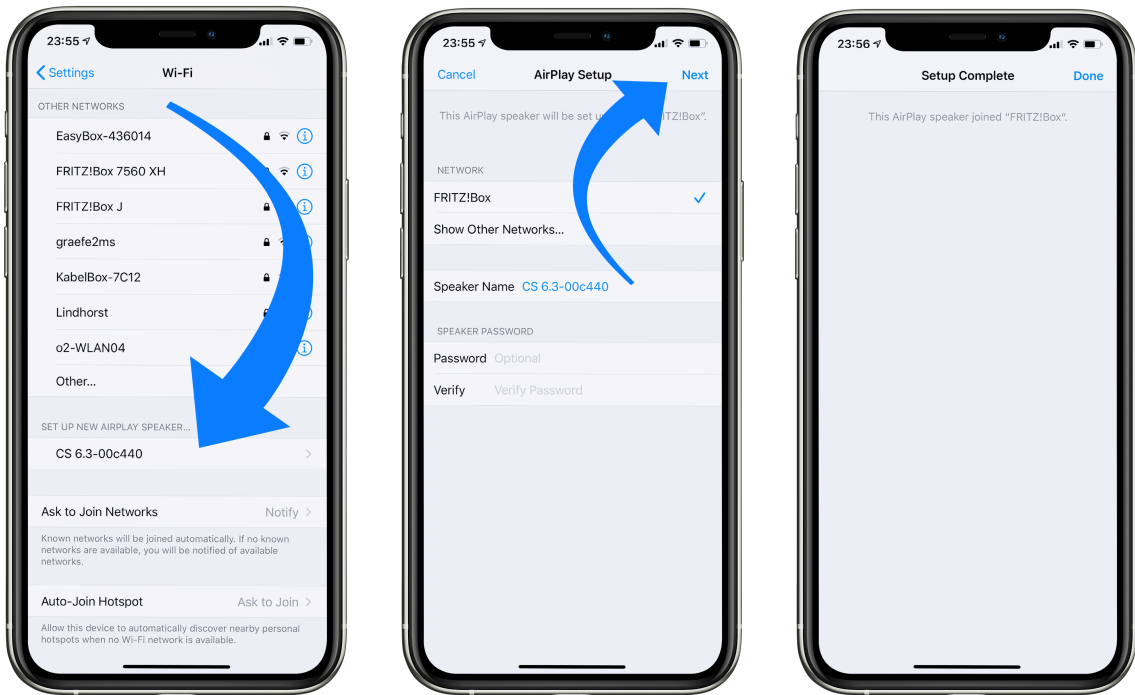 23:55
Settings
Wi-Fi
OTHER NETWORKS
EasyBox-436014
FRITZ!Box 7560 XH
FRITZ!Box J
graefe2ms
KabelBox-7C12
Lindhorst
o2-WLAN04
Other...
SET UP NEW AIRPLAY SPEAKER...
CS 6.3-00c440
Ask to Join Networks Notify
Known networks will be joined automatically. If no known
networks are available, you will be notified of available
networks.
Auto-Join Hotspot Ask to Join
Allow this device to automatically discover nearby personal
hotspots when no Wi-Fi network is available.
23:55
Cancel AirPlay Setup Next
This AirPlay speaker will be set TZ!Box".
NETWORK
FRITZ!Box
Show Other Networks...
Speaker Name CS 6.3-00c440
SPEAKER PASSWORD
Password Optional
Verify Verify Password
23:56
Setup Complete Done
This AirPlay speaker joined "FRITZ!Box".